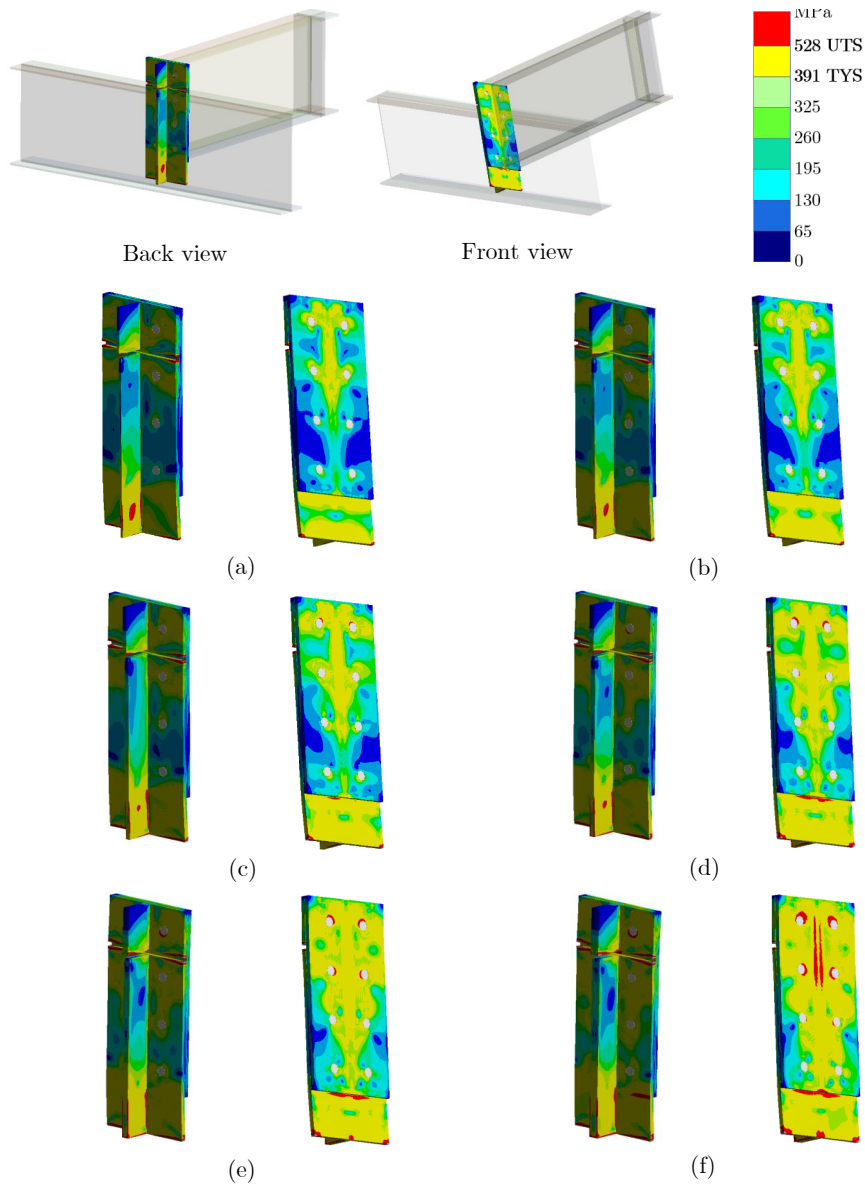 MPa
528 UTS
391 TYS
325
260
195
130
65
0
Back view
Front view
(a)
(b)
(c)
(d)
(e)
(f)